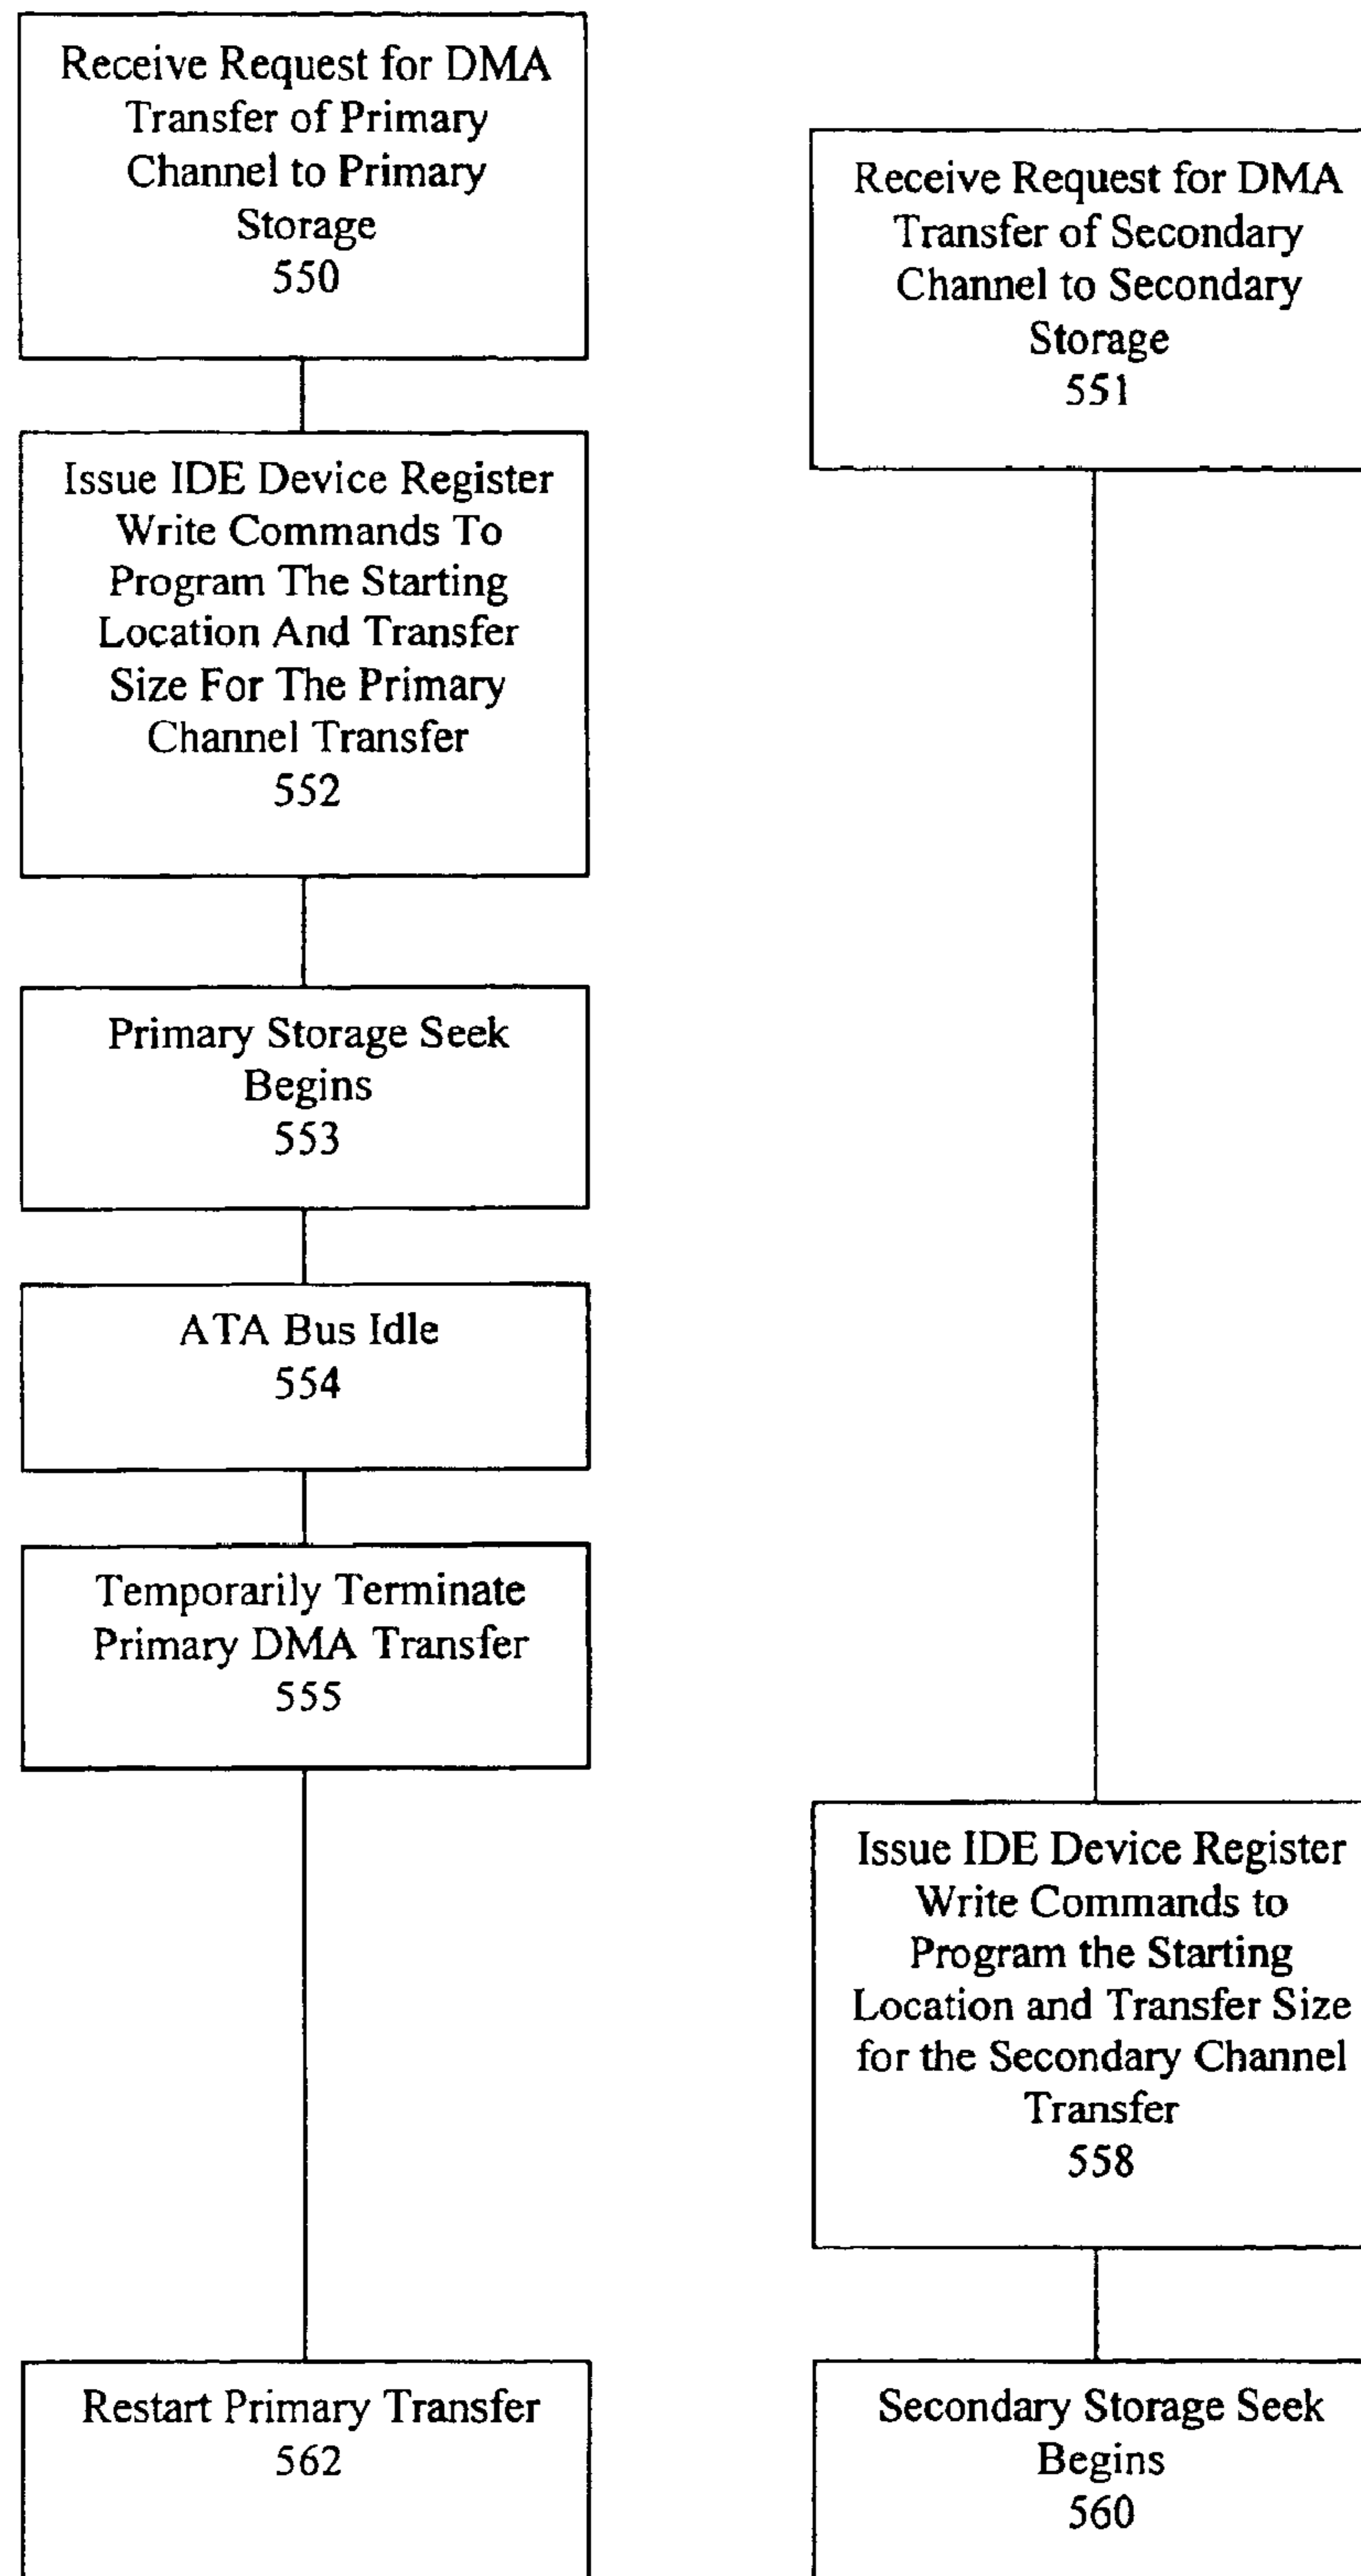 Receive Request for DMA
Transfer of Primary
Channel to Primary
Storage
550
Receive Request for DMA
Transfer of Secondary
Channel to Secondary
Storage
551
Issue IDE Device Register
Write Commands To
Program The Starting
Location And Transfer
Size For The Primary
Channel Transfer
552
Primary Storage Seek
Begins
553
ATA Bus Idle
554
Temporarily Terminate
Primary DMA Transfer
555
Issue IDE Device Register
Write Commands to
Program the Starting
Location and Transfer Size
for the Secondary Channel
Transfer
558
Restart Primary Transfer
562
Secondary Storage Seek
Begins
560